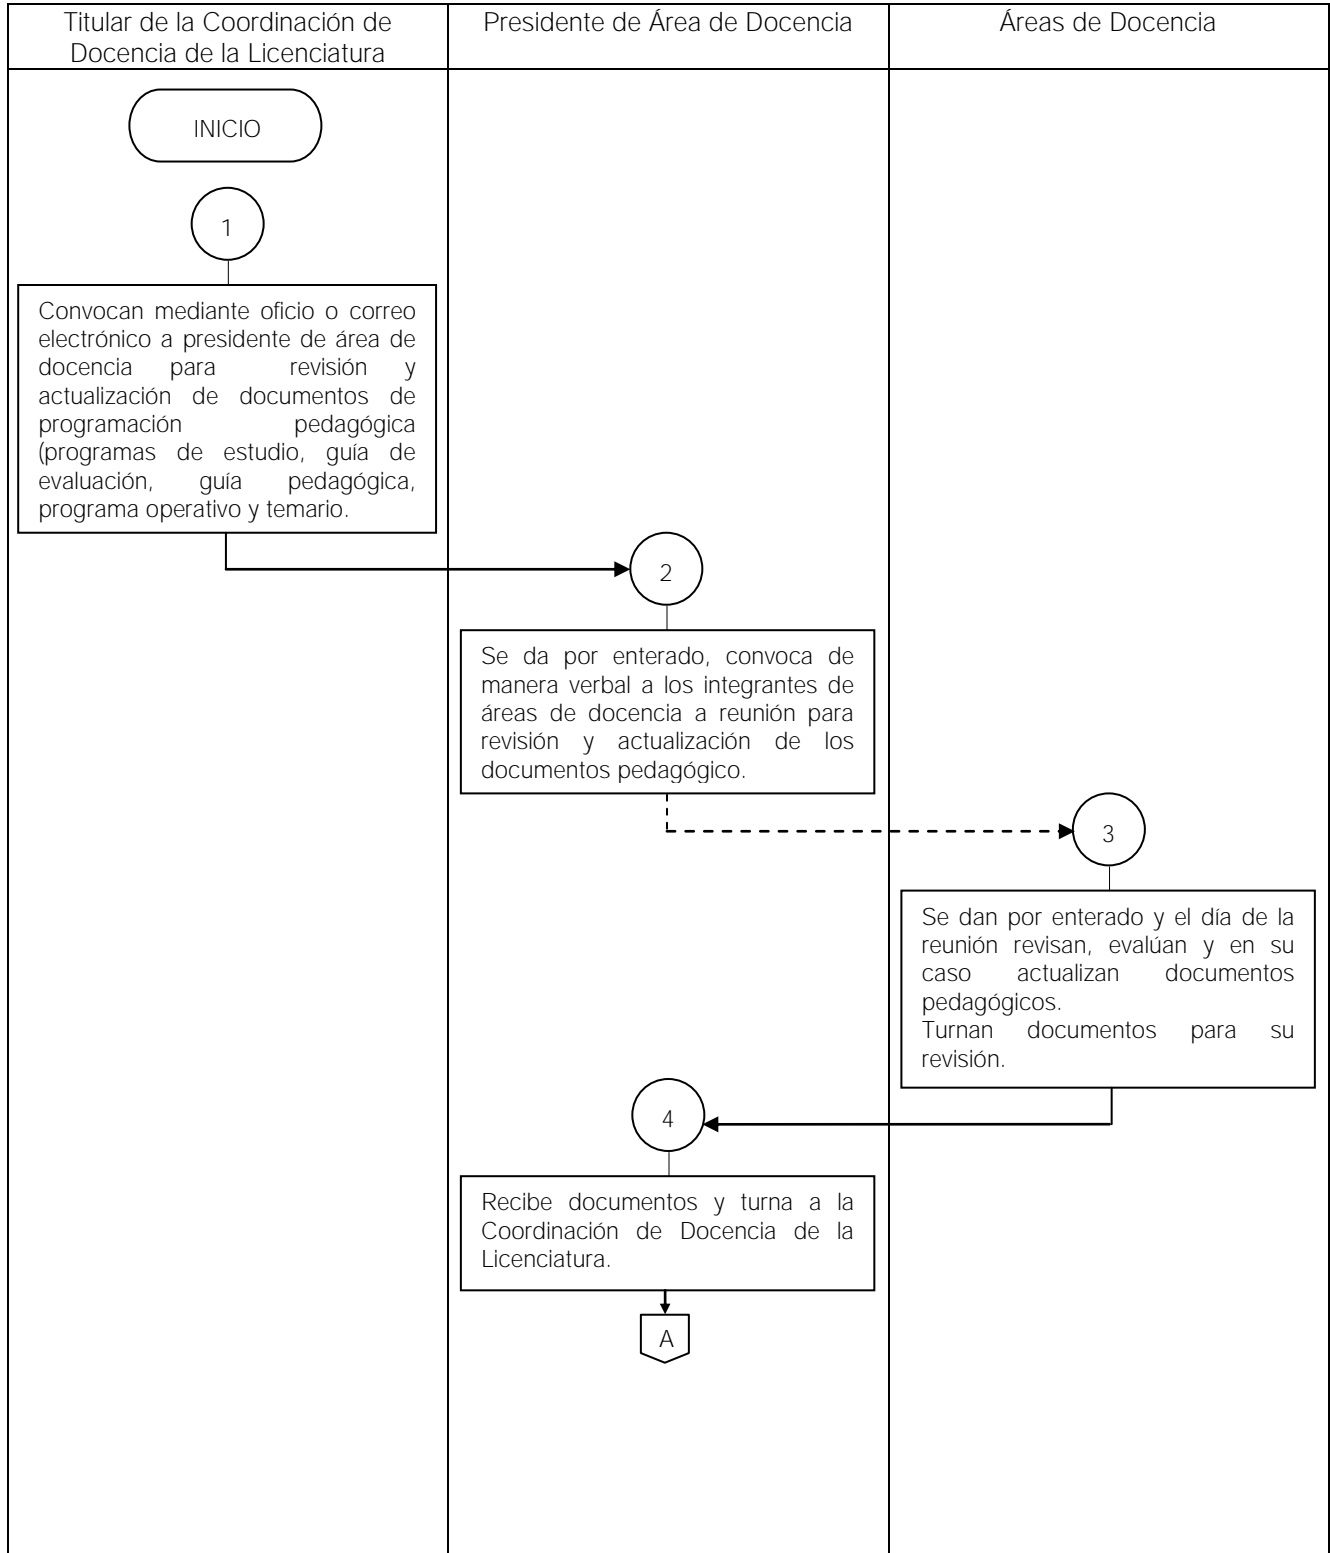 Titular de la Coordinación de
Docencia de la Licenciatura
Presidente de Área de Docencia
Áreas de Docencia
INICIO
1
Convocan mediante oficio o correo
electrónico a presidente de área de
docencia para revisión y
actualización de documentos de
programación pedagógica
(programas de estudio, guía de
evaluación, guía pedagógica,
programa operativo y temario.
2
Se da por enterado, convoca de
manera verbal a los integrantes de
áreas de docencia a reunión para
revisión y actualización de los
documentos pedagógico.
3
Se dan por enterado y el día de la
reunión revisan, evalúan y en su
caso actualizan documentos
pedagógicos.
Turnan documentos para su
revisión.
4
Recibe documentos y turna a la
Coordinación de Docencia de la
Licenciatura.
A